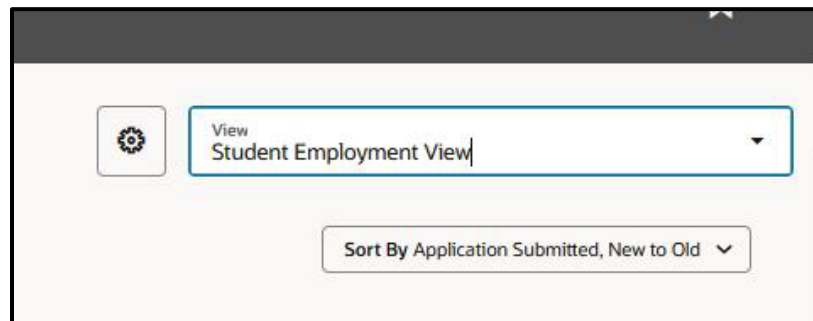 View
Student Employment View
Sort By Application Submitted, New to Old